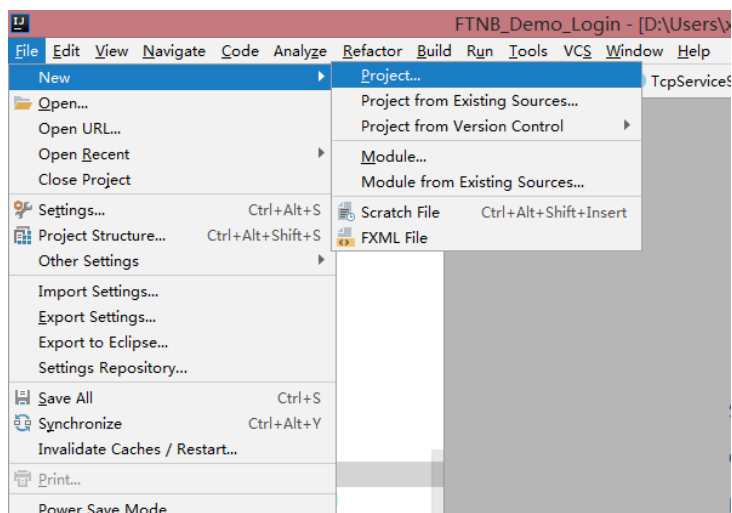 IJ
FTNB_Demo_Login - [D:\Users\
File Edit View Navigate Code Analyze Refactor Build Run Tools VCS Window Help
New
Project...
TcpServiceS
Open...
Project from Existing Sources...
Open URL...
Project from Version Control
Open Recent
Module...
Close Project
Module from Existing Sources...
Settings... Ctrl+Alt+S
Scratch File Ctrl+Alt+Shift+Insert
Project Structure... Ctrl+Alt+Shift+S
FXML File
Other Settings
Import Settings...
Export Settings...
Export to Eclipse...
Settings Repository...
Save All Ctrl+S
Synchronize Ctrl+Alt+Y
Invalidate Caches / Restart...
Print...
Power Save Mode